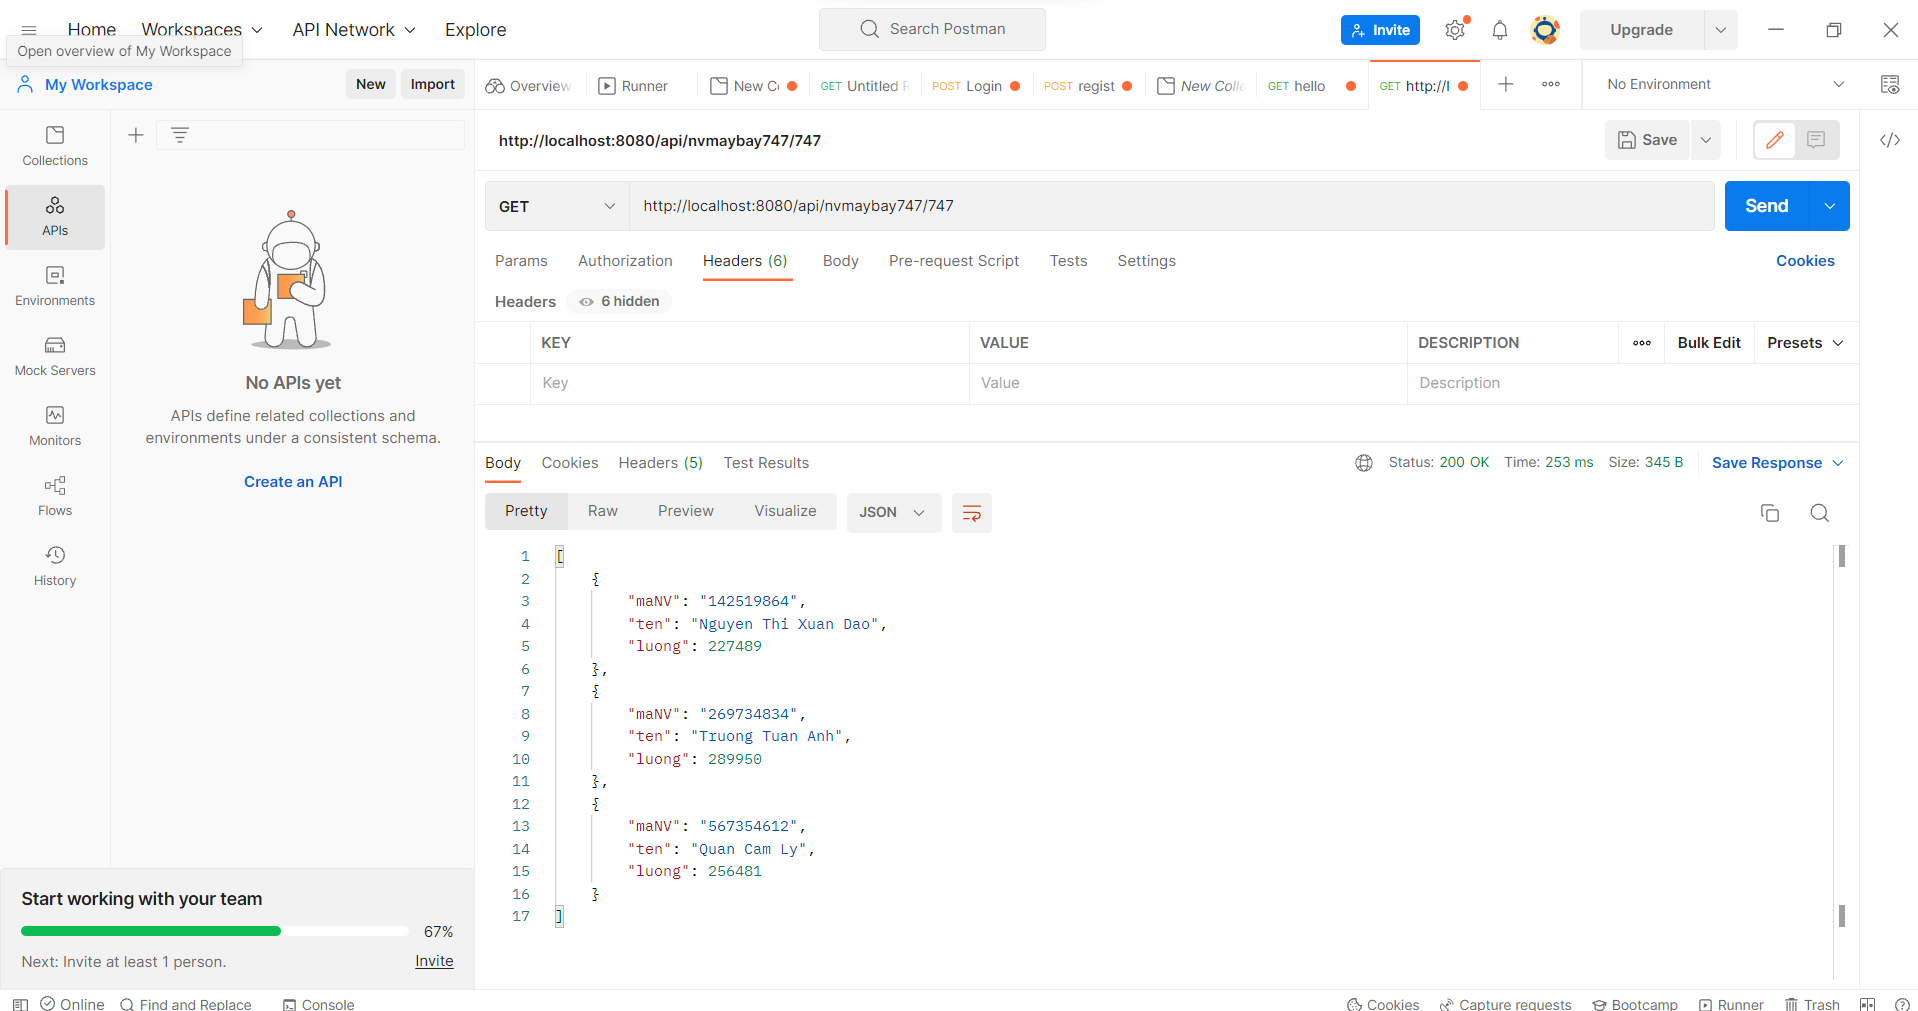 Home Workspaces API Network Explore Search Postman Invite Upgrade
Open overview of My Workspace
My Workspace New Import
Overview Runner New C GET Untitled POST Login POST regist New Coll GET hello GET http://l No Environment
Collections
APIs
Environments
Mock Servers
Monitors
Flows
History
No APIs yet
APIs define related collections and
environments under a consistent schema.
Create an API
Start working with your team
67%
Next: Invite at least 1 person. Invite
http://localhost:8080/api/nvmaybay747/747 Save
GET http://localhost:8080/api/nvmaybay747/747 Send
Params Authorization Headers (6) Body Pre-request Script Tests Settings Cookies
Headers 6 hidden
KEY VALUE DESCRIPTION Bulk Edit Presets
Key Value Description
Body Cookies Headers (5) Test Results Status: 200 OK Time: 253 ms Size: 345 B Save Response
Pretty Raw Preview Visualize JSON
1 [
2 {
3 "maNV": "142519864",
4 "ten": "Nguyen Thi Xuan Dao",
5 "luong": 227489
6 },
7 {
8 "maNV": "269734834",
9 "ten": "Truong Tuan Anh",
10 "luong": 289950
11 },
12 {
13 "maNV": "567354612",
14 "ten": "Quan Cam Ly",
15 "luong": 256481
16 }
17 ]
Online Find and Replace Console Cookies Capture requests Bootcamp Runner Trash